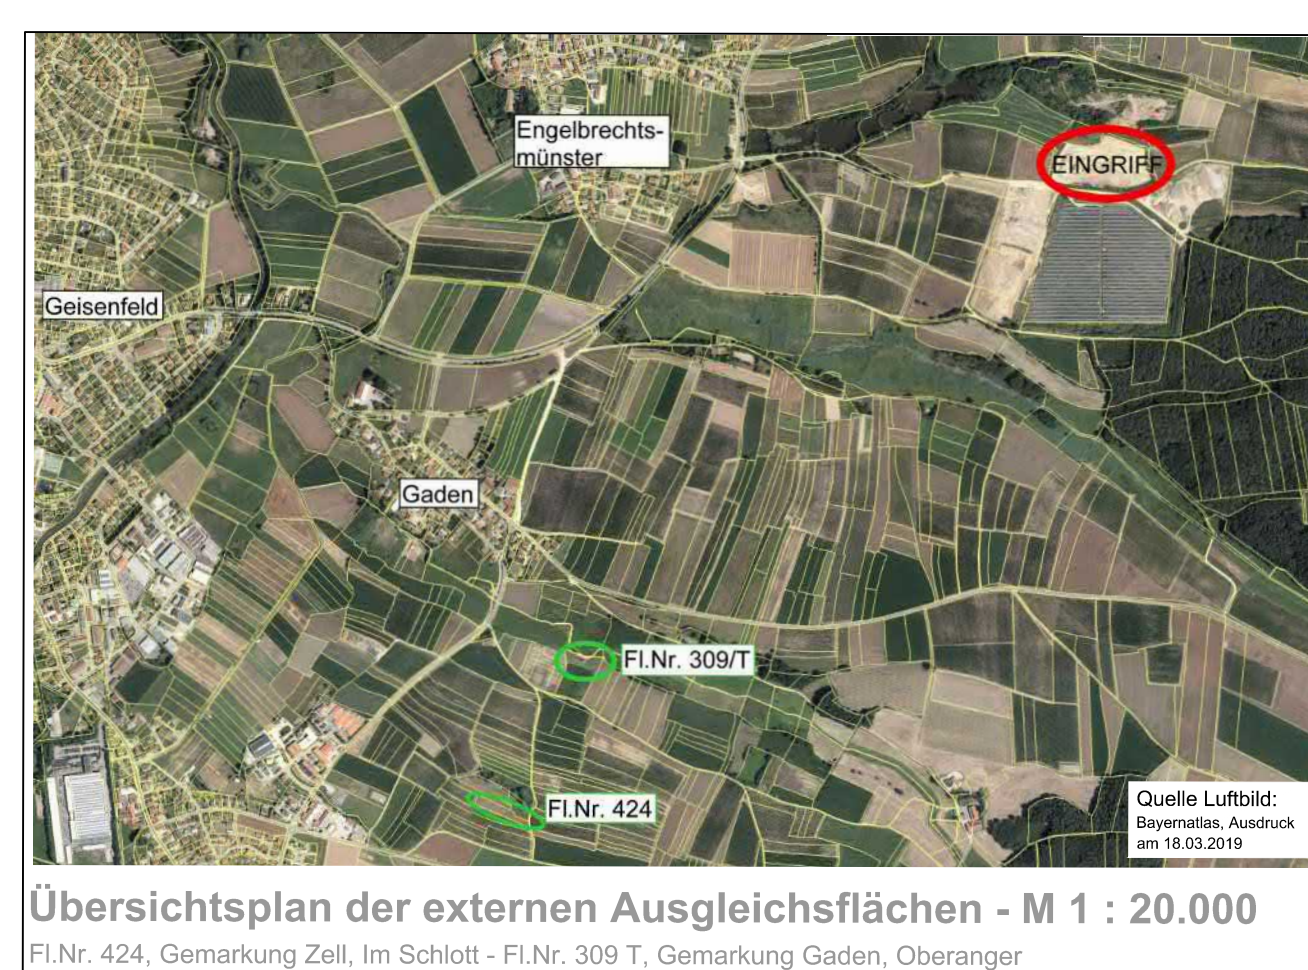 Engelbrechts-
münster
EINGRIFF
Geisenfeld
Gaden
Fl.Nr. 309/T
Fl.Nr. 424
Quelle Luftbild:
Bayernatlas, Ausdruck
am 18.03.2019
Übersichtsplan der externen Ausgleichsflächen - M 1 : 20.000
Fl.Nr. 424, Gemarkung Zell, Im Schlott - Fl.Nr. 309 T, Gemarkung Gaden, Oberanger